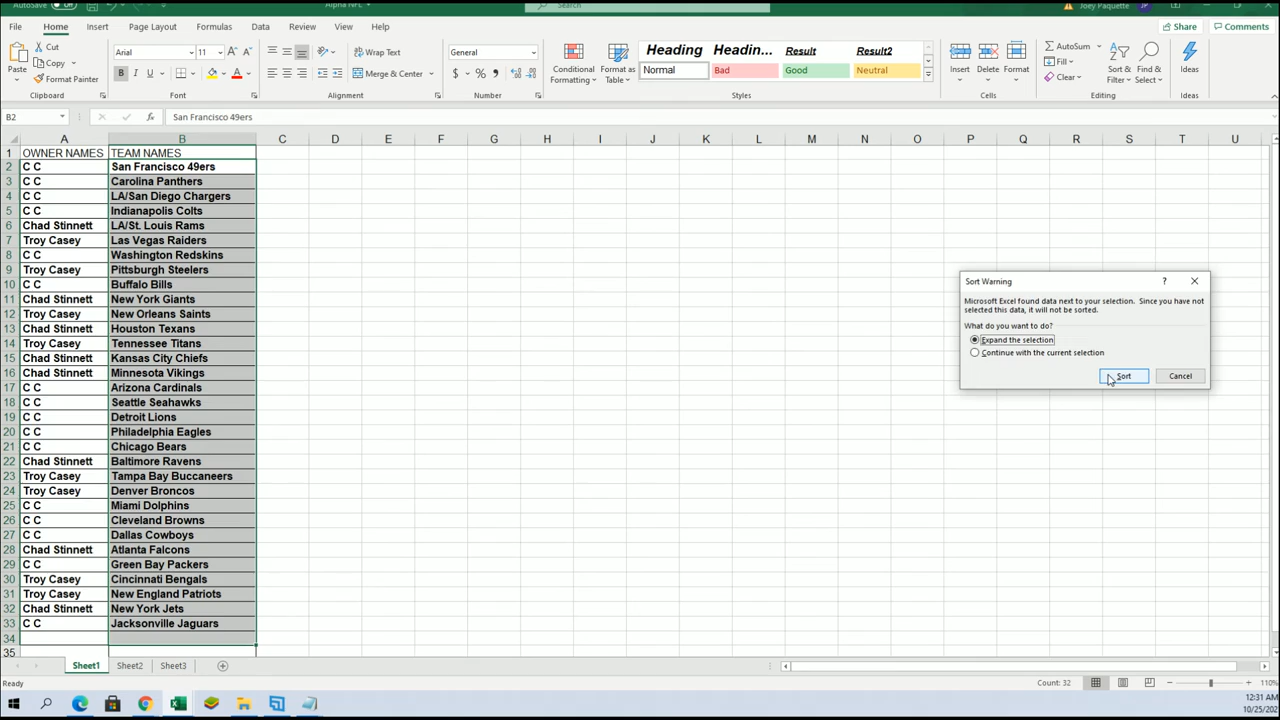 AutoSave Off
Alpha NFL
Search
Joey Paquette
JP
File
Home
Insert
Page Layout
Formulas
Data
Review
View
Help
Share
Comments
Paste
Cut
Copy
Format Painter
Clipboard
Arial
11
B I U
Font
Wrap Text
Merge & Center
Alignment
General
$ % 9
Number
Conditional
Formatting
Format as
Table
Heading
Headin...
Result
Result2
Normal
Bad
Good
Neutral
Styles
Insert
Delete
Format
Cells
AutoSum
Fill
Clear
Sort &
Filter
Find &
Select
Editing
Ideas
Ideas
B2
fx
San Francisco 49ers
A B C D E F G H I J K L M N O P Q R S T U
1 OWNER NAMES TEAM NAMES
2 C C San Francisco 49ers
3 C C Carolina Panthers
4 C C LA/San Diego Chargers
5 C C Indianapolis Colts
6 Chad Stinnett LA/St. Louis Rams
7 Troy Casey Las Vegas Raiders
8 C C Washington Redskins
9 Troy Casey Pittsburgh Steelers
10 C C Buffalo Bills
11 Chad Stinnett New York Giants
12 Troy Casey New Orleans Saints
13 Chad Stinnett Houston Texans
14 Troy Casey Tennessee Titans
15 Chad Stinnett Kansas City Chiefs
16 Chad Stinnett Minnesota Vikings
17 C C Arizona Cardinals
18 C C Seattle Seahawks
19 C C Detroit Lions
20 C C Philadelphia Eagles
21 C C Chicago Bears
22 Chad Stinnett Baltimore Ravens
23 Troy Casey Tampa Bay Buccaneers
24 Troy Casey Denver Broncos
25 C C Miami Dolphins
26 C C Cleveland Browns
27 C C Dallas Cowboys
28 Chad Stinnett Atlanta Falcons
29 C C Green Bay Packers
30 Troy Casey Cincinnati Bengals
31 Troy Casey New England Patriots
32 Chad Stinnett New York Jets
33 C C Jacksonville Jaguars
34
35
Sort Warning
?
Microsoft Excel found data next to your selection. Since you have not
selected this data, it will not be sorted.
What do you want to do?
Expand the selection
Continue with the current selection
Sort
Cancel
Sheet1
Sheet2
Sheet3
Ready
Count: 32
110%
12:31 AM
10/25/202